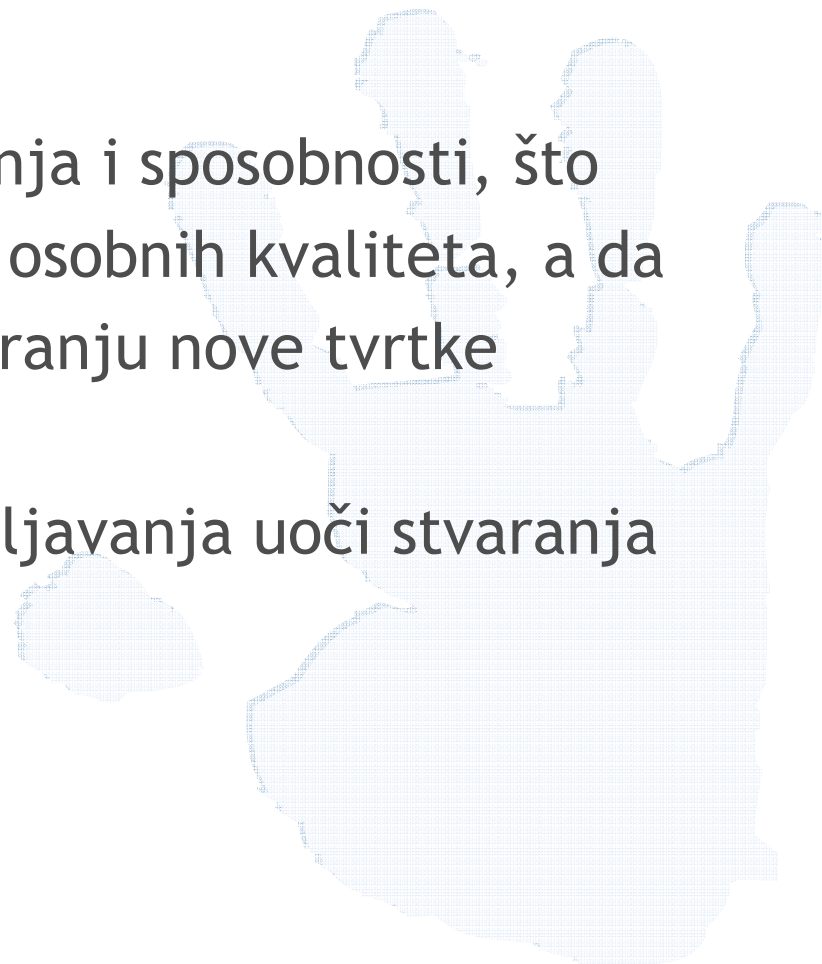 nja i sposobnosti, što
osobnih kvaliteta, a da
ranju nove tvrtke
ljavanja uoči stvaranja